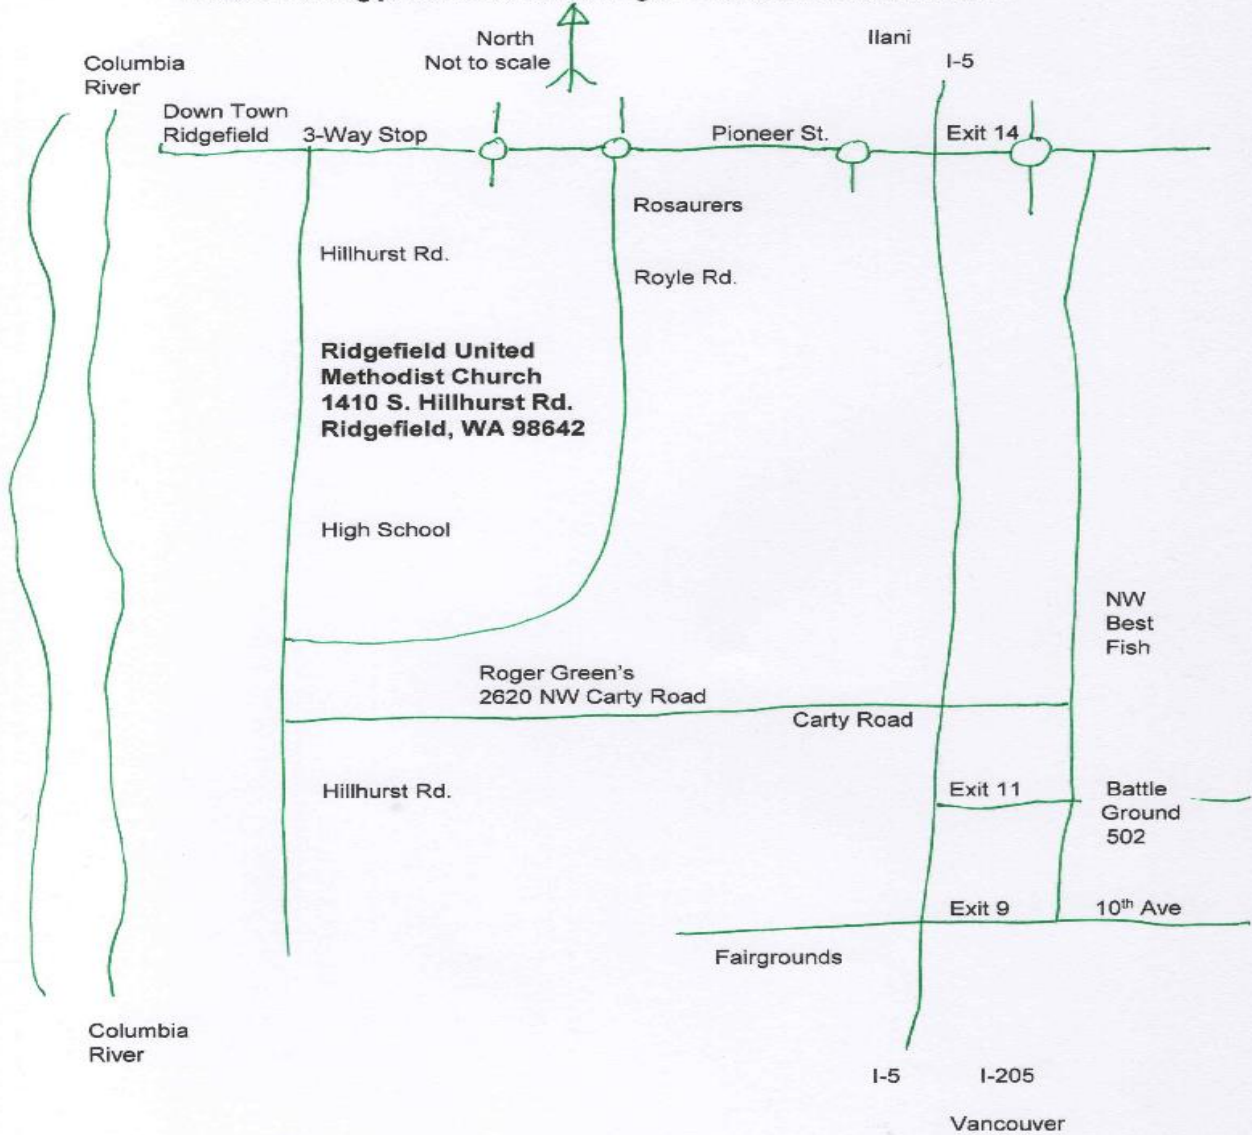 North
Not to scale
Ilani
I-5
Columbia
River
Down Town
Ridgefield
3-Way Stop
Pioneer St.
Exit 14
Rosaurers
Hillhurst Rd.
Royle Rd.
Ridgefield United
Methodist Church
1410 S. Hillhurst Rd.
Ridgefield, WA 98642
High School
NW
Best
Fish
Roger Green's
2620 NW Carty Road
Carty Road
Hillhurst Rd.
Exit 11
Battle
Ground
502
Exit 9
10th Ave
Fairgrounds
Columbia
River
I-5
I-205
Vancouver